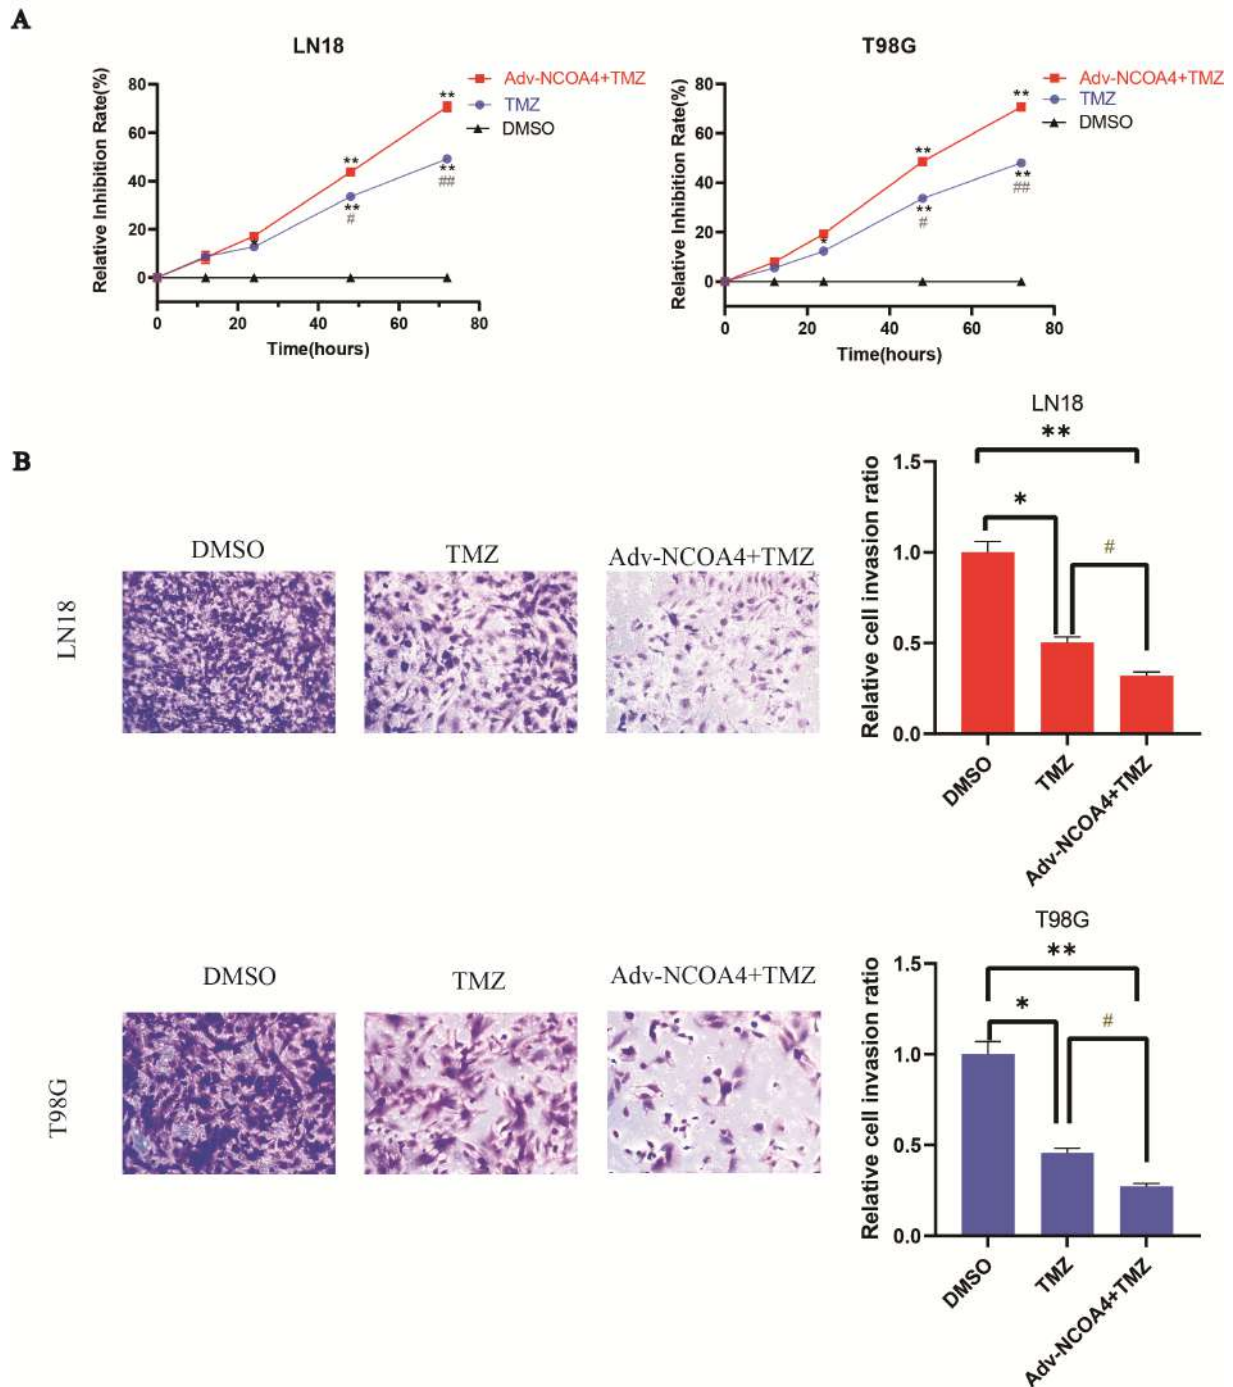 A
LN18
Relative Inhibition Rate(%)
80
60
40
20
0
** ** ** ** * # ##
0 20 40 60 80
Time(hours)
Adv-NCOA4+TMZ
TMZ
DMSO
T98G
Relative Inhibition Rate(%)
80
60
40
20
0
** ** ** ** * # ##
0 20 40 60 80
Time(hours)
Adv-NCOA4+TMZ
TMZ
DMSO
B
LN18
DMSO
TMZ
Adv-NCOA4+TMZ
LN18
**
*
#
Relative cell invasion ratio
1.5
1.0
0.5
0.0
DMSO
TMZ
Adv-NCOA4+TMZ
T98G
DMSO
TMZ
Adv-NCOA4+TMZ
T98G
**
*
#
Relative cell invasion ratio
1.5
1.0
0.5
0.0
DMSO
TMZ
Adv-NCOA4+TMZ